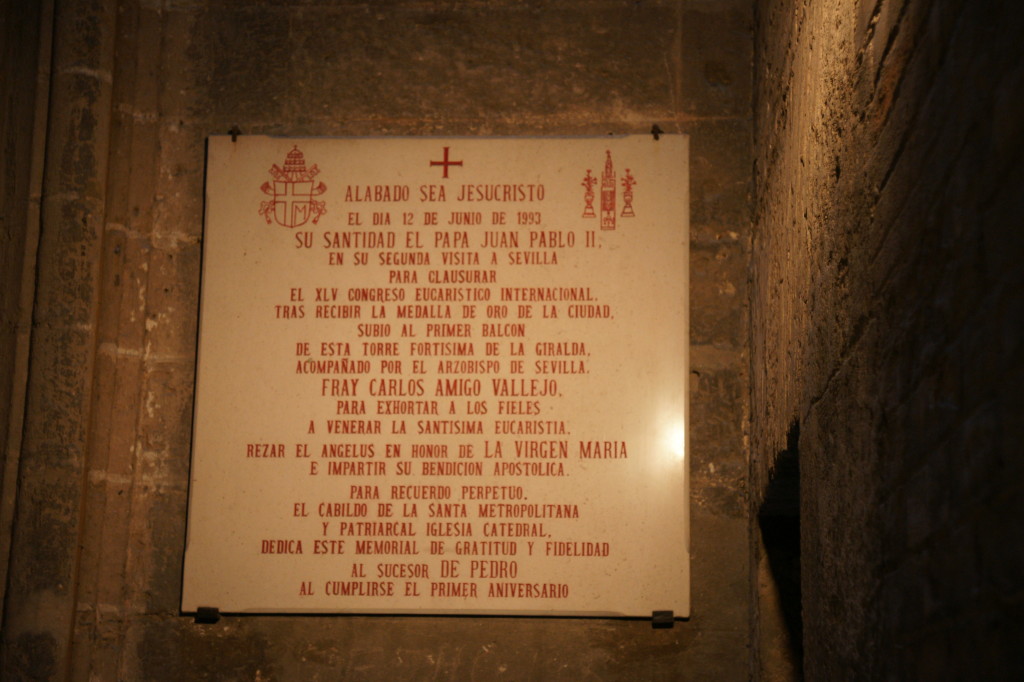 ALABADO SEA JESUCRISTO
EL DIA 12 DE JUNIO DE 1993
SU SANTIDAD EL PAPA JUAN PABLO II,
EN SU SEGUNDA VISITA A SEVILLA
PARA CLAUSURAR
EL XLV CONGRESO EUCARISTICO INTERNACIONAL,
TRAS RECIBIR LA MEDALLA DE ORO DE LA CIUDAD,
SUBIO AL PRIMER BALCON
DE ESTA TORRE FORTISIMA DE LA GIRALDA,
ACOMPAÑADO POR EL ARZOBISPO DE SEVILLA,
FRAY CARLOS AMIGO VALLEJO,
PARA EXHORTAR A LOS FIELES
A VENERAR LA SANTISIMA EUCARISTIA,
REZAR EL ANGELUS EN HONOR DE LA VIRGEN MARIA
E IMPARTIR SU BENDICION APOSTOLICA.
PARA RECUERDO PERPETUO,
EL CABILDO DE LA SANTA METROPOLITANA
Y PATRIARCAL IGLESIA CATEDRAL,
DEDICA ESTE MEMORIAL DE GRATITUD Y FIDELIDAD
AL SUCESOR DE PEDRO
AL CUMPLIRSE EL PRIMER ANIVERSARIO